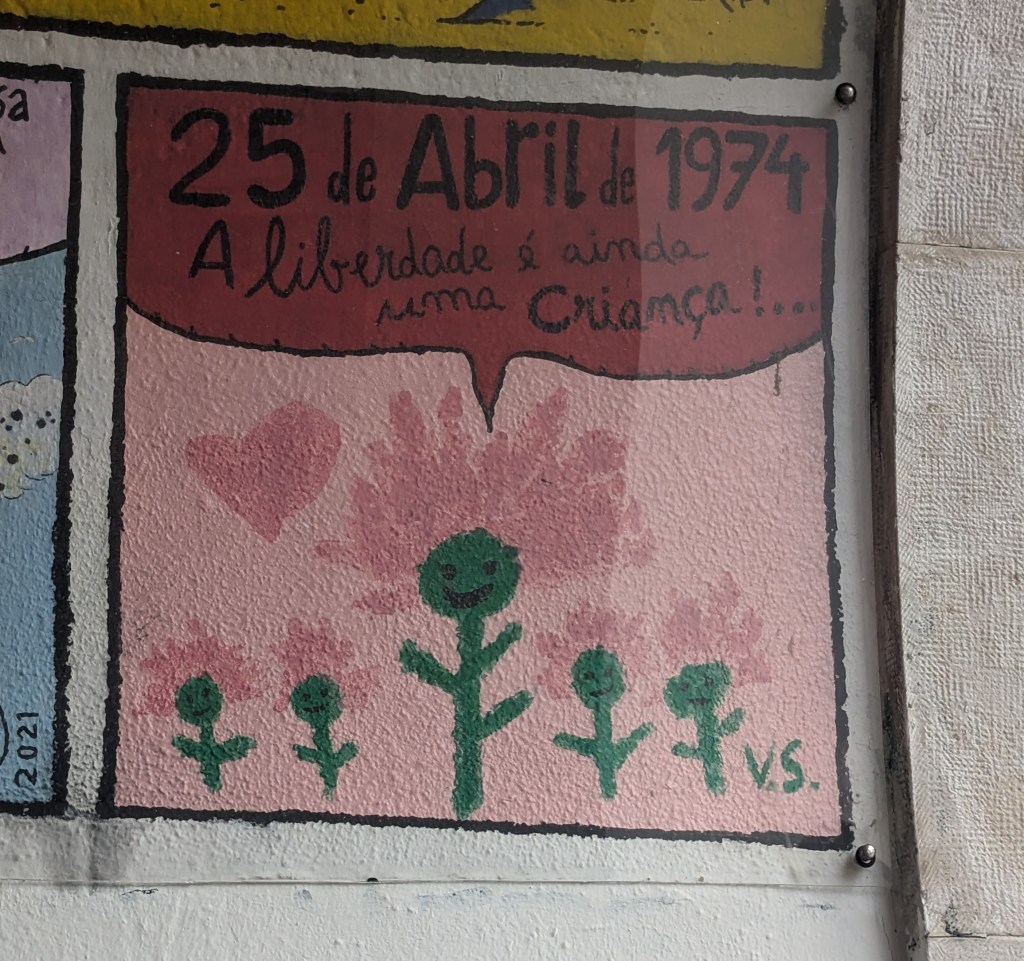 25 de Abril de 1974
A liberdade é ainda
uma Criança!...
V.S.
2021